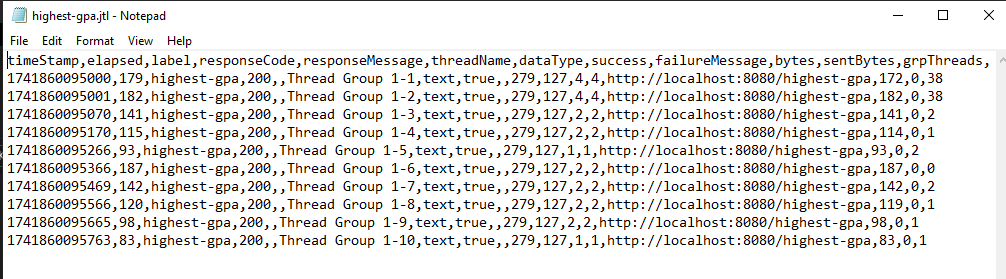 highest-gpa.jtl - Notepad
File Edit Format View Help
timeStamp,elapsed,label,responseCode,responseMessage,threadName,dataType,success,failureMessage,bytes,sentBytes,grpThreads,
1741860095000,179,highest-gpa,200,,Thread Group 1-1,text,true,,279,127,4,4,http://localhost:8080/highest-gpa,172,0,38
1741860095001,182,highest-gpa,200,,Thread Group 1-2,text,true,,279,127,4,4,http://localhost:8080/highest-gpa,182,0,38
1741860095070,141,highest-gpa,200,,Thread Group 1-3,text,true,,279,127,2,2,http://localhost:8080/highest-gpa,141,0,2
1741860095170,115,highest-gpa,200,,Thread Group 1-4,text,true,,279,127,2,2,http://localhost:8080/highest-gpa,114,0,1
1741860095266,93,highest-gpa,200,,Thread Group 1-5,text,true,,279,127,1,1,http://localhost:8080/highest-gpa,93,0,2
1741860095366,187,highest-gpa,200,,Thread Group 1-6,text,true,,279,127,2,2,http://localhost:8080/highest-gpa,187,0,0
1741860095469,142,highest-gpa,200,,Thread Group 1-7,text,true,,279,127,2,2,http://localhost:8080/highest-gpa,142,0,2
1741860095566,120,highest-gpa,200,,Thread Group 1-8,text,true,,279,127,2,2,http://localhost:8080/highest-gpa,119,0,1
1741860095665,98,highest-gpa,200,,Thread Group 1-9,text,true,,279,127,2,2,http://localhost:8080/highest-gpa,98,0,1
1741860095763,83,highest-gpa,200,,Thread Group 1-10,text,true,,279,127,1,1,http://localhost:8080/highest-gpa,83,0,1